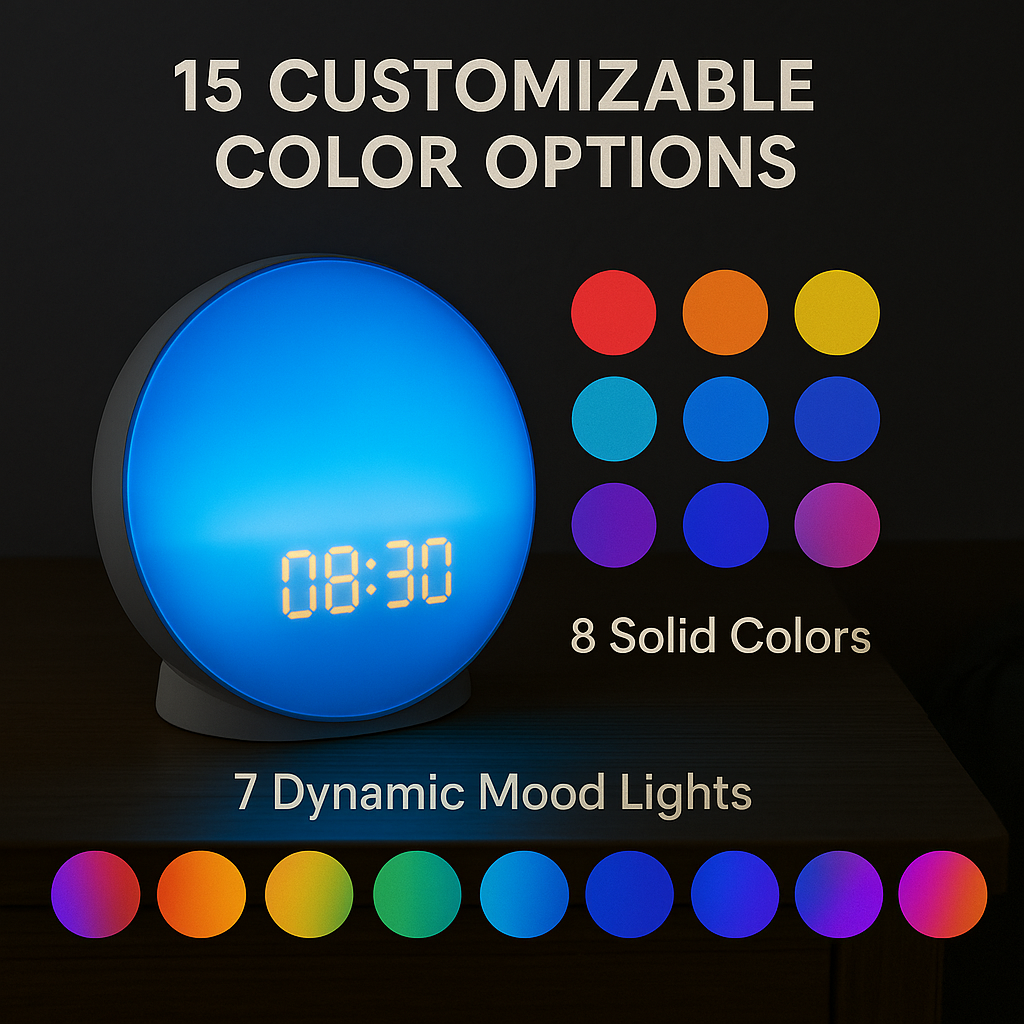 15 CUSTOMIZABLE
COLOR OPTIONS
08:30
8 Solid Colors
7 Dynamic Mood Lights